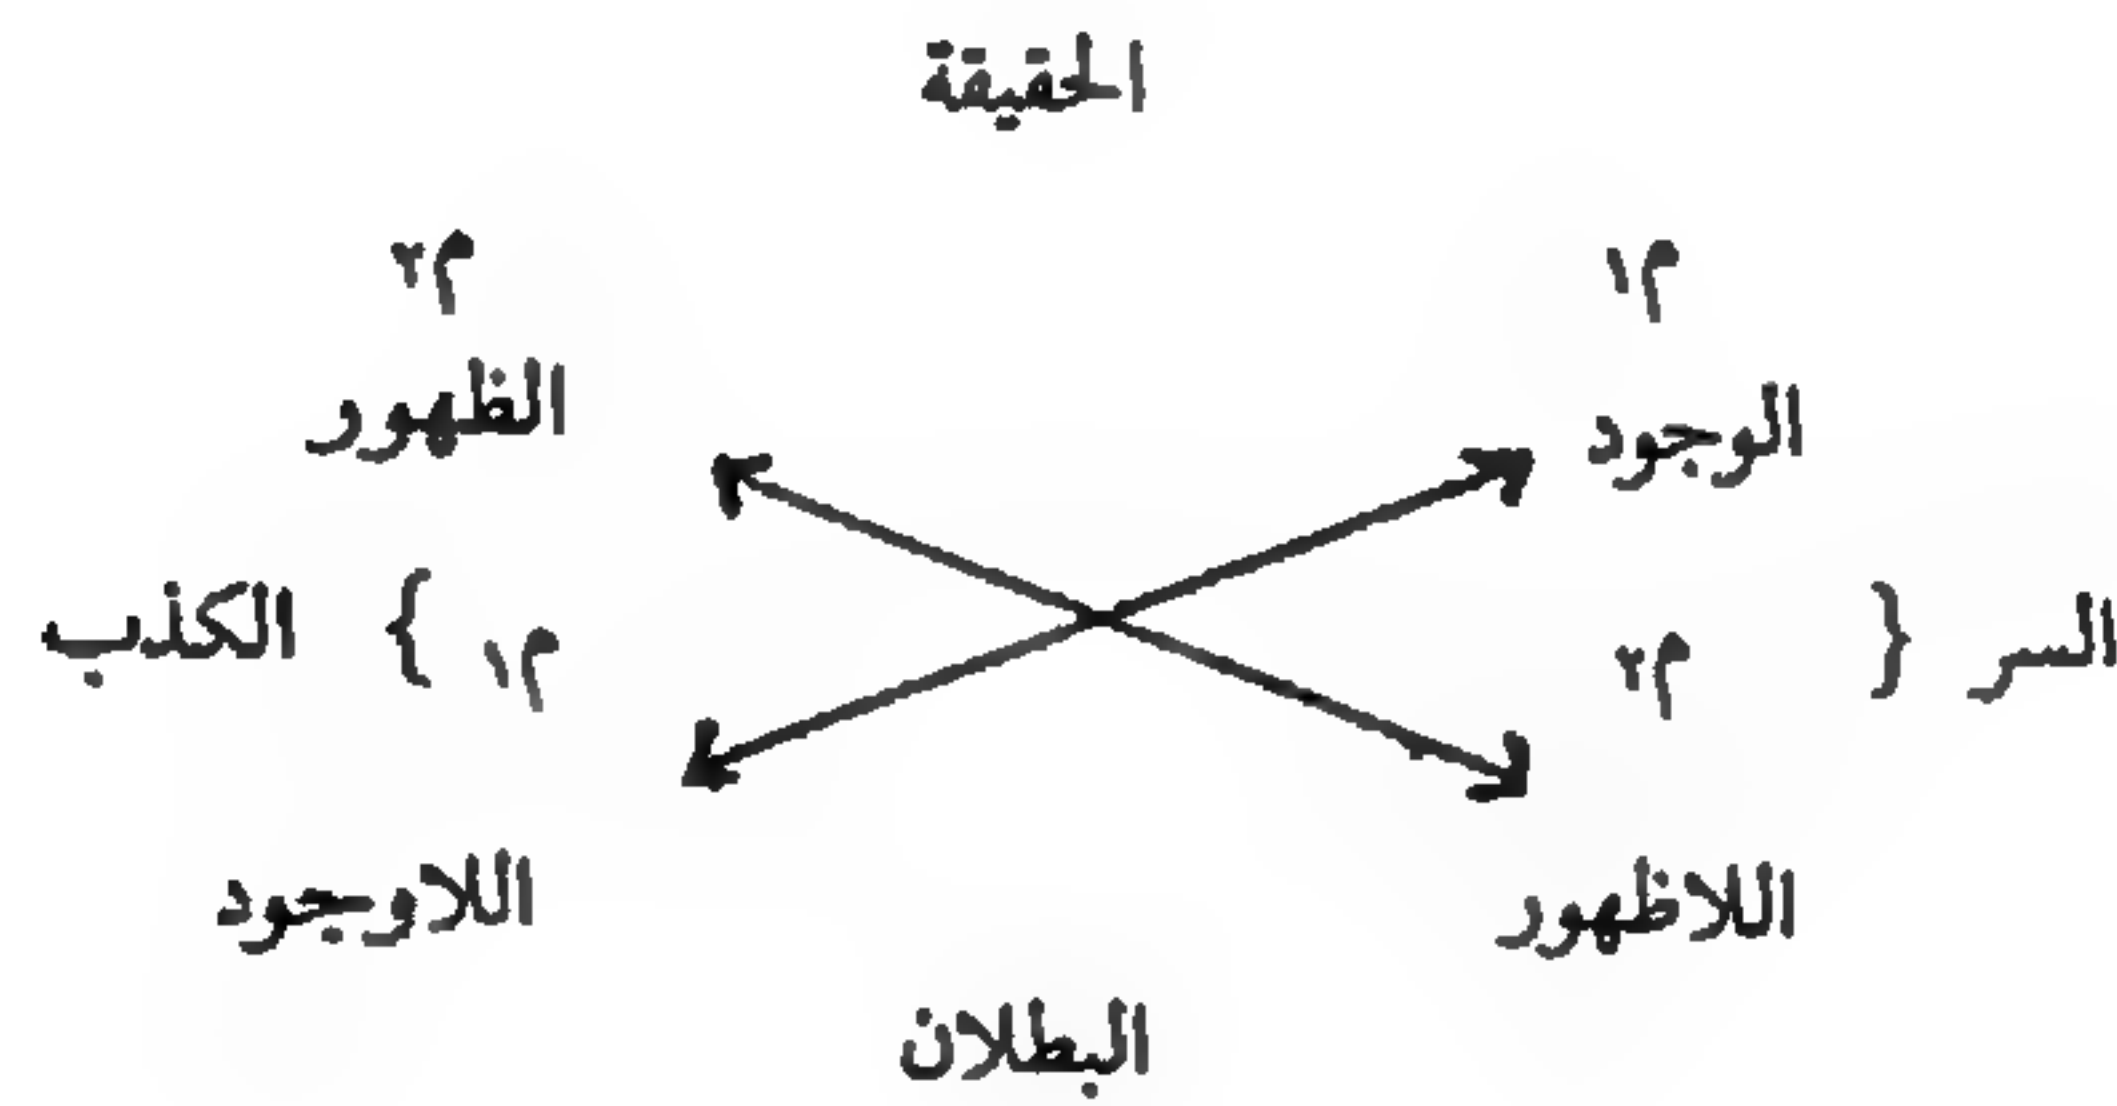 الحقيقة
م١ م٢
الوجود الظهور
السر { م٢ م١ } الكذب
اللاظهور اللاوجود
البطلان